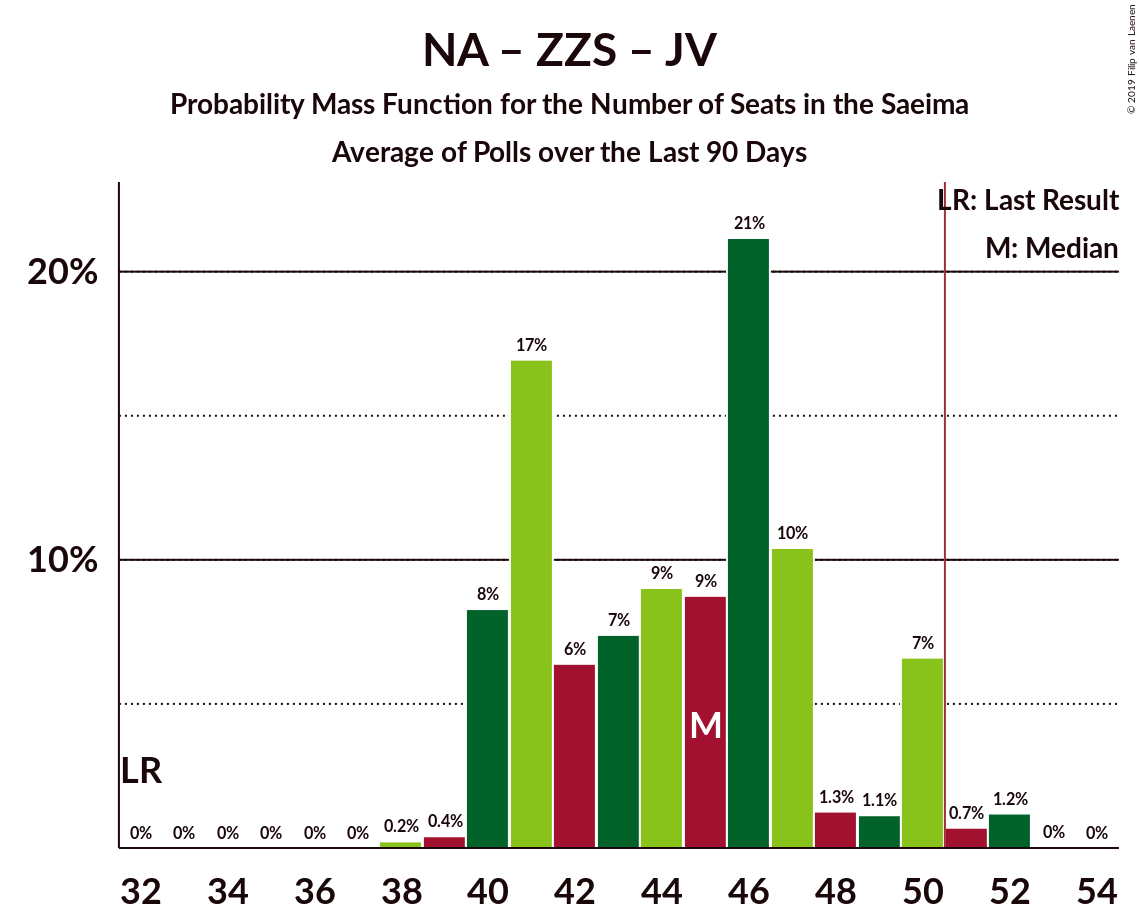 NA – ZZS – JV
Probability Mass Function for the Number of Seats in the Saeima
Average of Polls over the Last 90 Days
© 2019 Filip van Laenen
LR: Last Result
M: Median
20%
10%
LR
0%
0%
0%
0%
0%
0%
0.2%
0.4%
8%
17%
6%
7%
9%
9%
M
21%
10%
1.3%
1.1%
7%
0.7%
1.2%
0%
0%
32 34 36 38 40 42 44 46 48 50 52 54